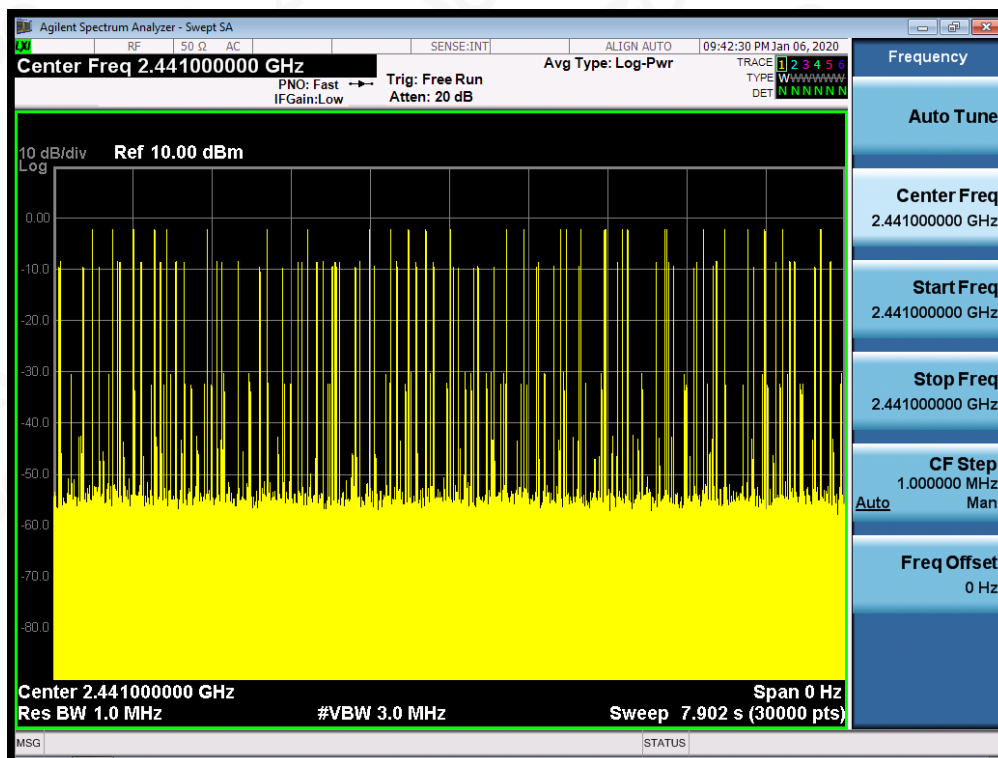 Agilent Spectrum Analyzer - Swept SA
LXI RF 50 Ω AC SENSE:INT ALIGN AUTO 09:42:30 PM Jan 06, 2020
Center Freq 2.441000000 GHz Avg Type: Log-Pwr TRACE 1 2 3 4 5 6
PNO: Fast Trig: Free Run TYPE WWWWWW
IFGain:Low Atten: 20 dB DET N N N N N N
Frequency
Auto Tune
10 dB/div Ref 10.00 dBm
Log
Center Freq
2.441000000 GHz
0.00
-10.0
Start Freq
2.441000000 GHz
-20.0
-30.0
Stop Freq
2.441000000 GHz
-40.0
-50.0
CF Step
1.000000 MHz
Auto Man
-60.0
Freq Offset
0 Hz
-70.0
-80.0
Center 2.441000000 GHz Span 0 Hz
Res BW 1.0 MHz #VBW 3.0 MHz Sweep 7.902 s (30000 pts)
MSG STATUS